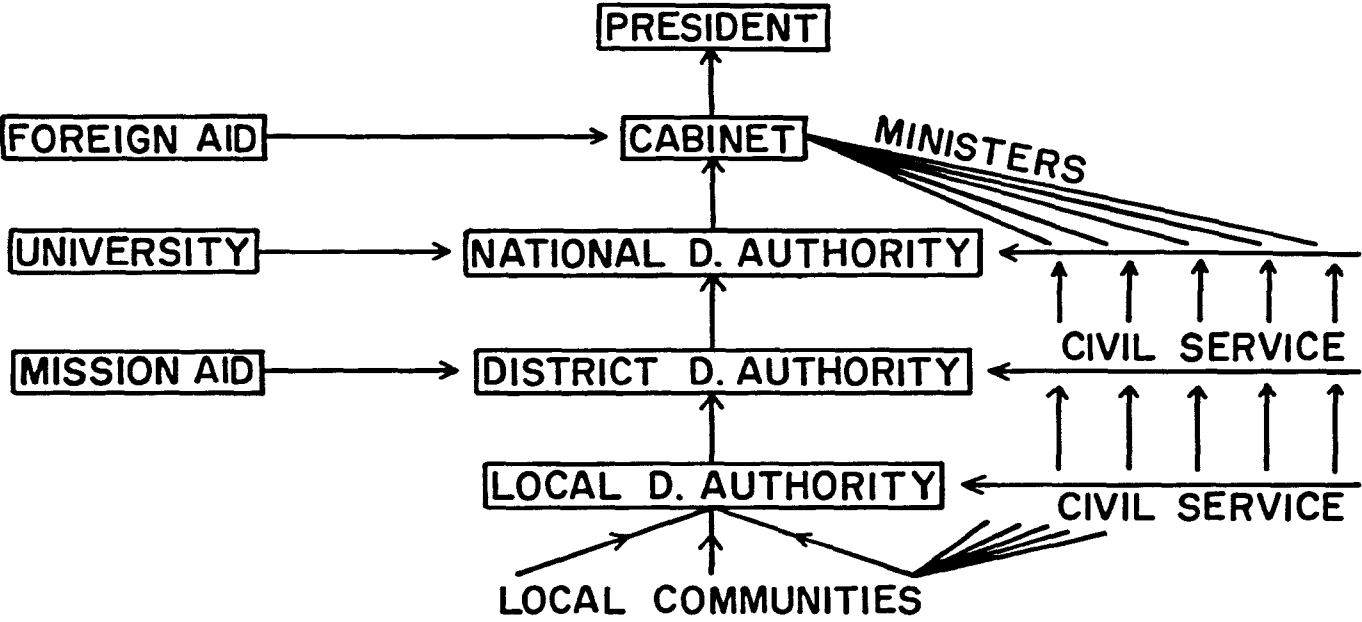 PRESIDENT
FOREIGN AID
CABINET
MINISTERS
UNIVERSITY
NATIONAL D. AUTHORITY
CIVIL SERVICE
MISSION AID
DISTRICT D. AUTHORITY
LOCAL D. AUTHORITY
CIVIL SERVICE
LOCAL COMMUNITIES